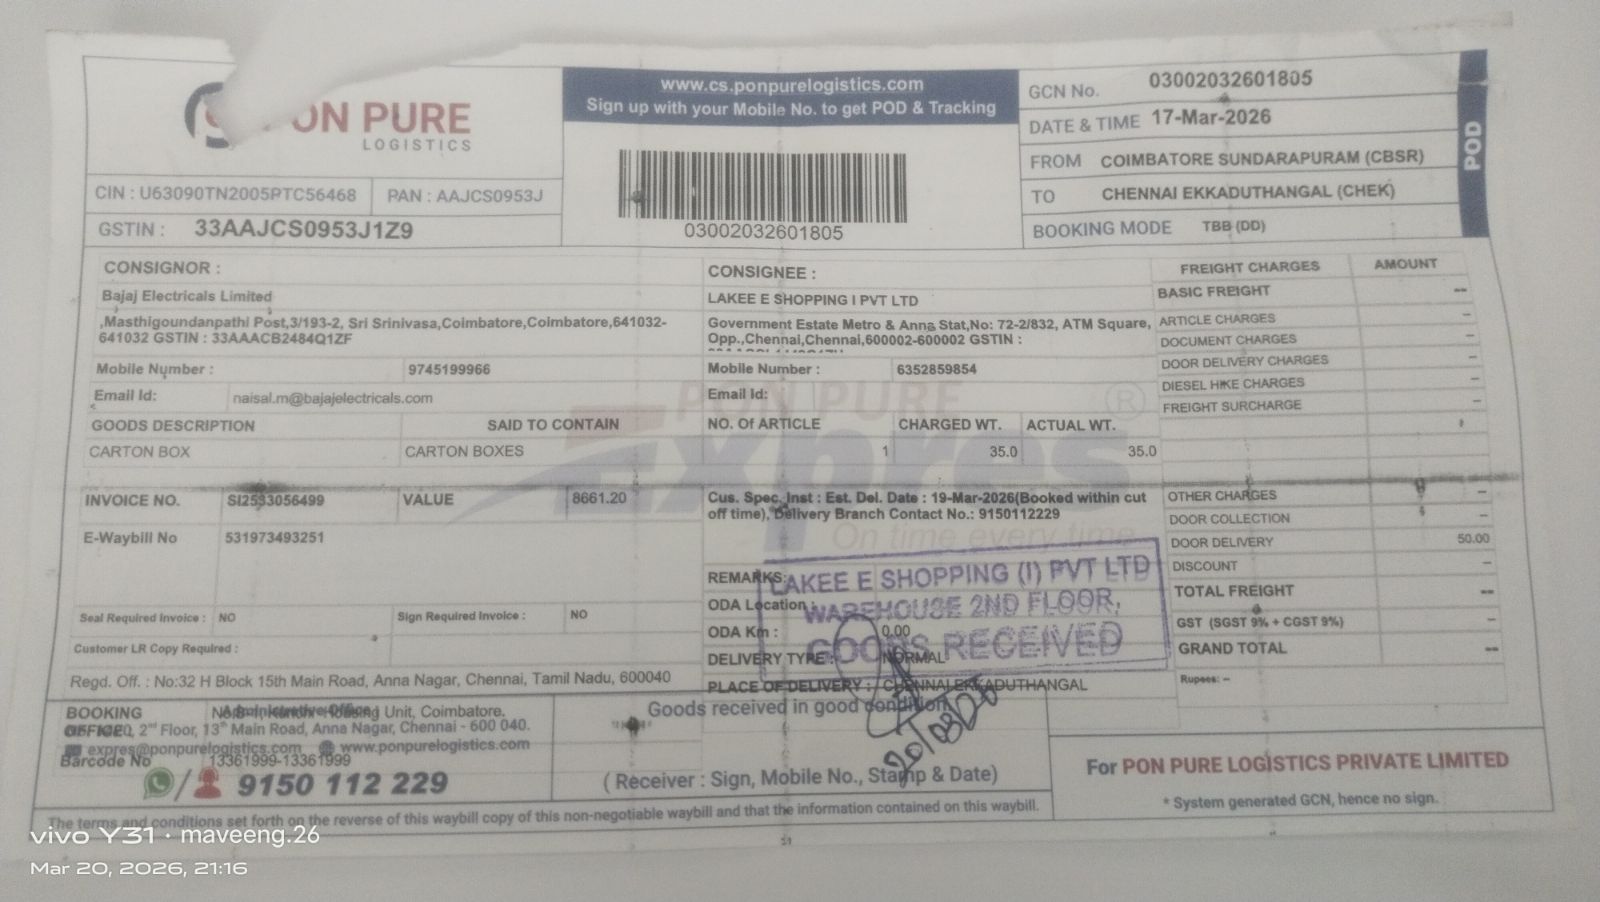 PON PURE
LOGISTICS
CIN : U63090TN2005PTC56468
PAN : AAJCS0953J
GSTIN : 33AAJCS0953J1Z9
www.cs.ponpurelogistics.com
Sign up with your Mobile No. to get POD & Tracking
03002032601805
GCN No. 03002032601805
DATE & TIME 17-Mar-2026
FROM COIMBATORE SUNDARAPURAM (CBSR)
TO CHENNAI EKKADUTHANGAL (CHEK)
BOOKING MODE TBB (DD)
POD
CONSIGNOR :
Bajaj Electricals Limited
,Masthigoundanpathi Post,3/193-2, Sri Srinivasa,Coimbatore,Coimbatore,641032-
641032 GSTIN : 33AAACB2484Q1ZF
Mobile Number : 9745199966
Email Id: naisal.m@bajajelectricals.com
CONSIGNEE :
LAKEE E SHOPPING I PVT LTD
Government Estate Metro & Anna Stat,No: 72-2/832, ATM Square,
Opp.,Chennai,Chennai,600002-600002 GSTIN :
Mobile Number : 6352859854
Email Id:
GOODS DESCRIPTION SAID TO CONTAIN NO. Of ARTICLE CHARGED WT. ACTUAL WT.
CARTON BOX CARTON BOXES 1 35.0 35.0
PON PURE
Expres
®
On time every time
INVOICE NO. SI2533056499 VALUE 8661.20
E-Waybill No 531973493251
Seal Required Invoice : NO Sign Required Invoice : NO
Customer LR Copy Required :
Cus. Spec. Inst : Est. Del. Date : 19-Mar-2026(Booked within cut
off time), Delivery Branch Contact No.: 9150112229
REMARKS:
ODA Location
ODA Km : 0.00
DELIVERY TYPE : NORMAL
PLACE OF DELIVERY : CHENNAI EKKADUTHANGAL
LAKEE E SHOPPING (I) PVT LTD
WAREHOUSE 2ND FLOOR,
GOODS RECEIVED
FREIGHT CHARGES AMOUNT
BASIC FREIGHT --
ARTICLE CHARGES –
DOCUMENT CHARGES –
DOOR DELIVERY CHARGES –
DIESEL HIKE CHARGES –
FREIGHT SURCHARGE –
OTHER CHARGES –
DOOR COLLECTION –
DOOR DELIVERY 50.00
DISCOUNT –
TOTAL FREIGHT --
GST (SGST 9% + CGST 9%) –
GRAND TOTAL --
Rupees: –
Regd. Off. : No:32 H Block 15th Main Road, Anna Nagar, Chennai, Tamil Nadu, 600040
BOOKING
OFFICE
Administrative Office
Housing Unit, Coimbatore.
2nd Floor, 13th Main Road, Anna Nagar, Chennai - 600 040.
expres@ponpurelogistics.com www.ponpurelogistics.com
Barcode No 13361999-13361999
/ 9150 112 229
Goods received in good condition
( Receiver : Sign, Mobile No., Stamp & Date)
For PON PURE LOGISTICS PRIVATE LIMITED
* System generated GCN, hence no sign.
The terms and conditions set forth on the reverse of this waybill copy of this non-negotiable waybill and that the information contained on this waybill.
vivo Y31 · maveeng.26
Mar 20, 2026, 21:16